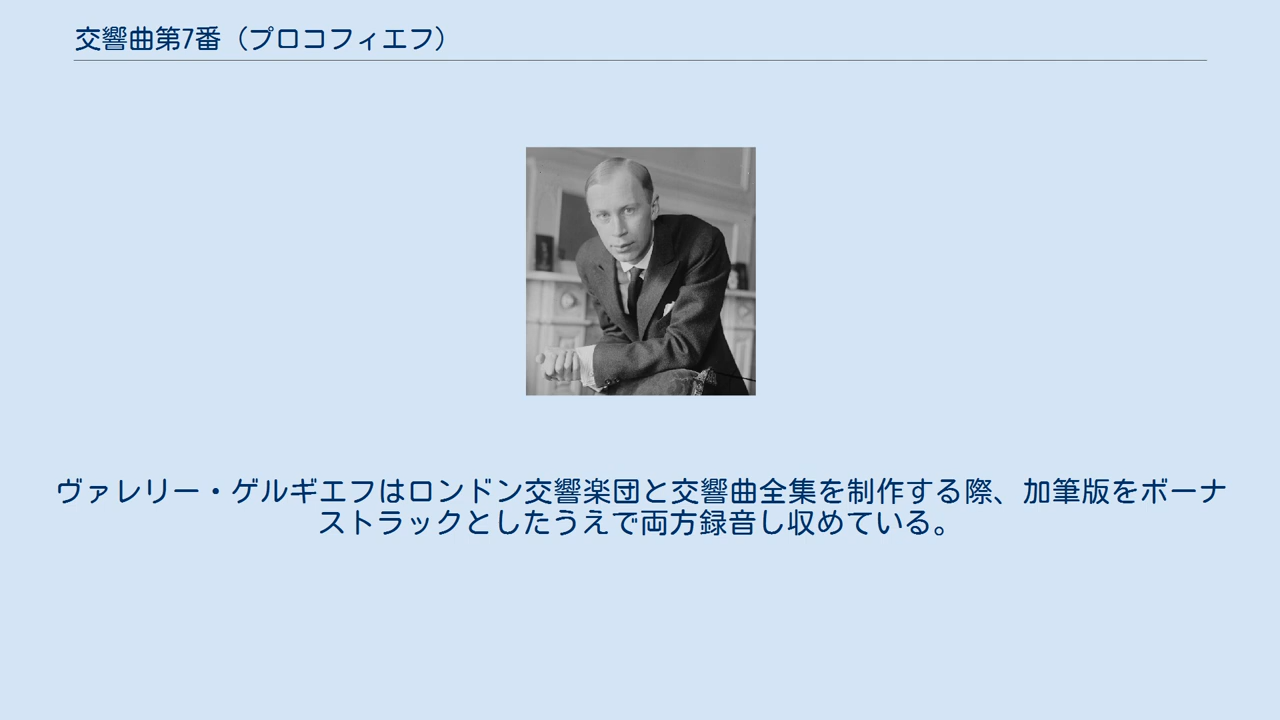 交響曲第7番（プロコフィエフ）
ヴァレリー・ゲルギエフはロンドン交響楽団と交響曲全集を制作する際、加筆版をボーナ
ストラックとしたうえで両方録音し収めている。